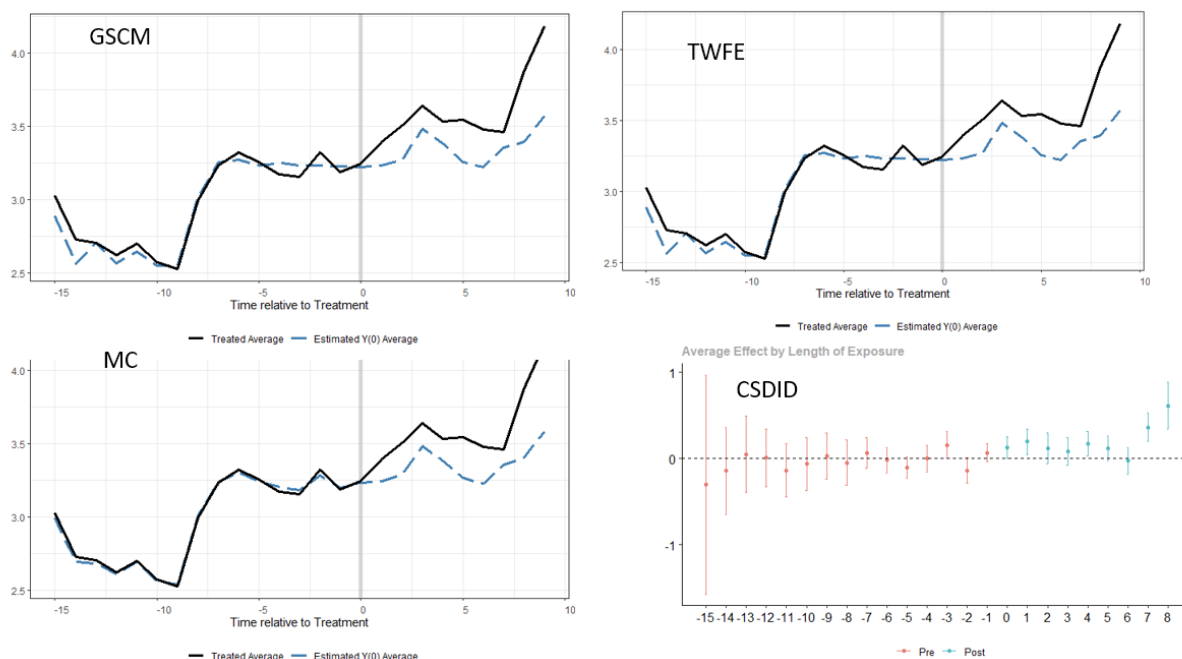 GSCM
4.0
3.5
3.0
2.5
-15 -10 -5 0 5 10
Time relative to Treatment
Treated Average Estimated Y(0) Average
TWFE
4.0
3.5
3.0
2.5
-15 -10 -5 0 5 10
Time relative to Treatment
Treated Average Estimated Y(0) Average
MC
4.0
3.5
3.0
2.5
-15 -10 -5 0 5 10
Time relative to Treatment
Treated Average Estimated Y(0) Average
Average Effect by Length of Exposure
CSDID
1
0
-1
-15 -14 -13 -12 -11 -10 -9 -8 -7 -6 -5 -4 -3 -2 -1 0 1 2 3 4 5 6 7 8
Pre Post